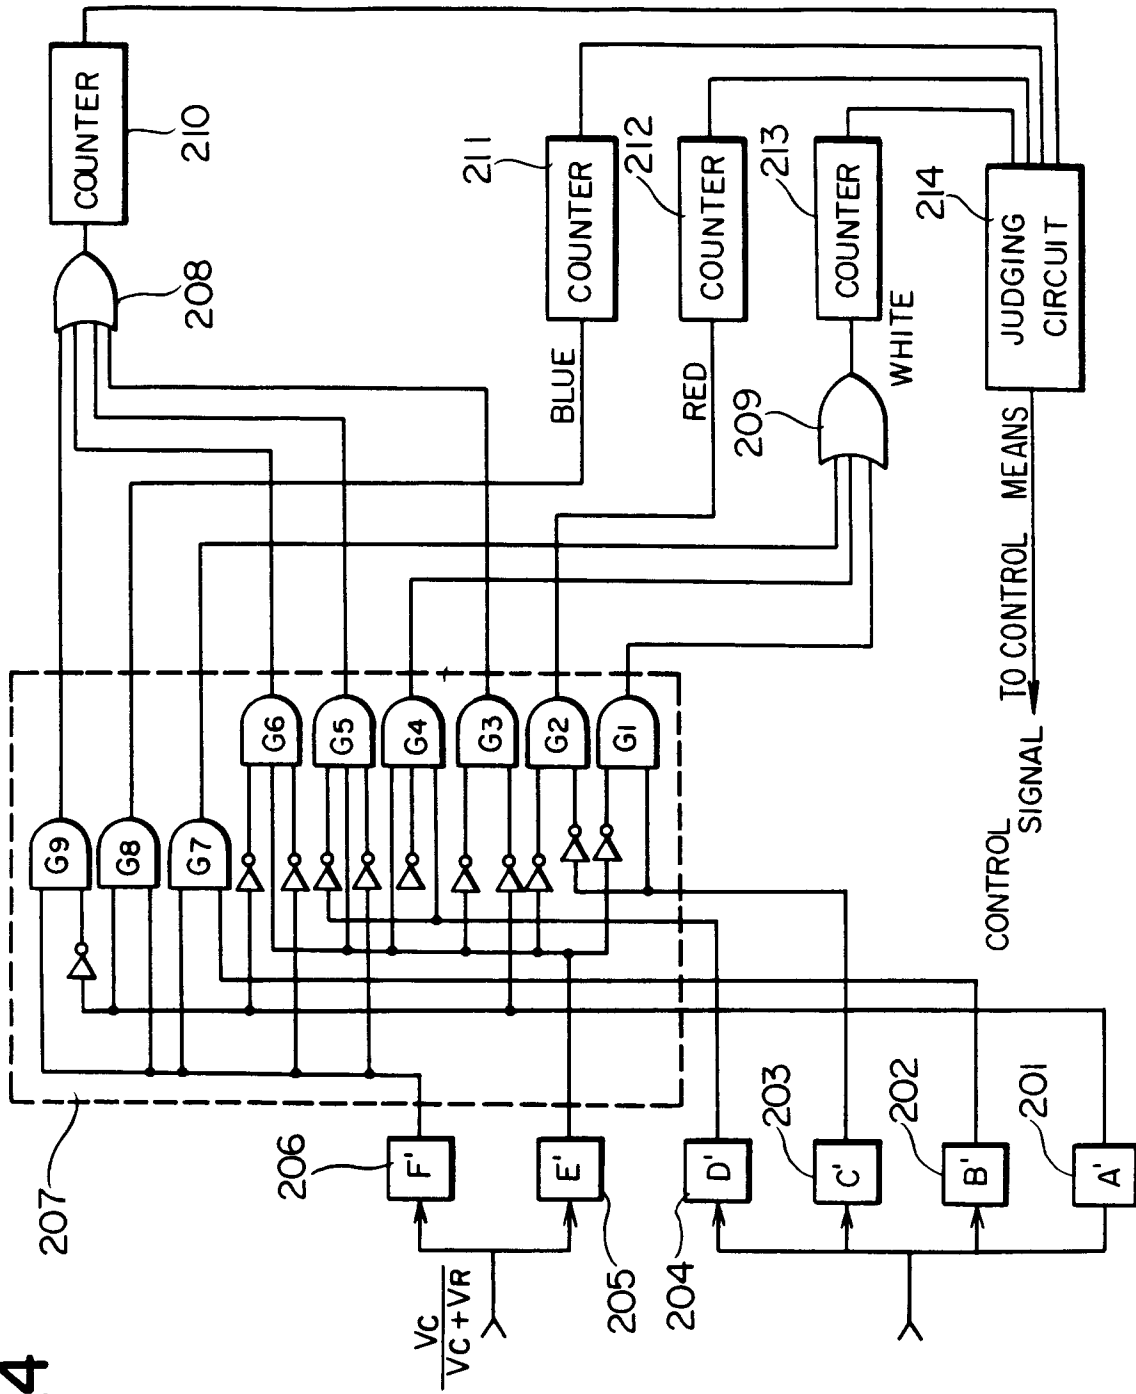 4
COUNTER
210
208
COUNTER
211
BLUE
COUNTER
212
RED
COUNTER
213
WHITE
209
JUDGING
CIRCUIT
214
TO CONTROL MEANS
CONTROL
SIGNAL
207
G9
G8
G7
G6
G5
G4
G3
G2
G1
F'
206
E'
205
D'
204
C'
203
B'
202
A'
201
VC
VC+VR